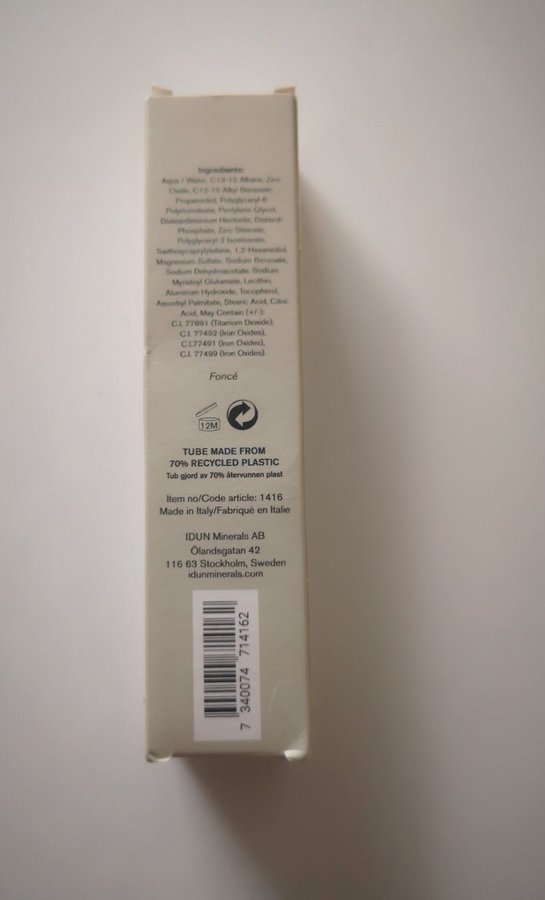 Ingredients:
Aqua / Water, C13-15 Alkane, Zinc
Oxide, C12-15 Alkyl Benzoate,
Propanediol, Polyglyceryl-6
Polyricinoleate, Pentylene Glycol,
Disteardimonium Hectorite, Distarch
Phosphate, Zinc Stearate,
Polyglyceryl-2 Isostearate,
Triethoxycaprylylsilane, 1,2-Hexanediol,
Magnesium Sulfate, Sodium Benzoate,
Sodium Dehydroacetate, Sodium
Myristoyl Glutamate, Lecithin,
Aluminum Hydroxide, Tocopherol,
Ascorbyl Palmitate, Stearic Acid, Citric
Acid, May Contain (+/-):
C.I. 77891 (Titanium Dioxide),
C.I. 77492 (Iron Oxides),
C.I.77491 (Iron Oxides),
C.I. 77499 (Iron Oxides).
Foncé
12M
TUBE MADE FROM
70% RECYCLED PLASTIC
Tub gjord av 70% återvunnen plast
Item no/Code article: 1416
Made in Italy/Fabriqué en Italie
IDUN Minerals AB
Ölandsgatan 42
116 63 Stockholm, Sweden
idunminerals.com
7 340074 714162